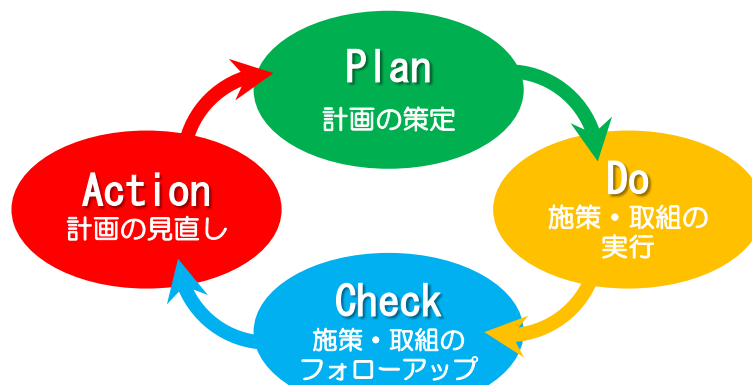 Plan
計画の策定
Do
施策・取組の
実行
Check
施策・取組の
フォローアップ
Action
計画の見直し